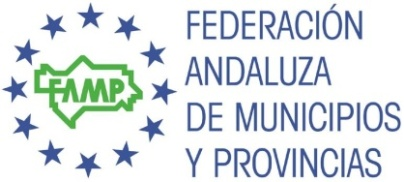 FAMP
FEDERACIÓN
ANDALUZA
DE MUNICIPIOS
Y PROVINCIAS